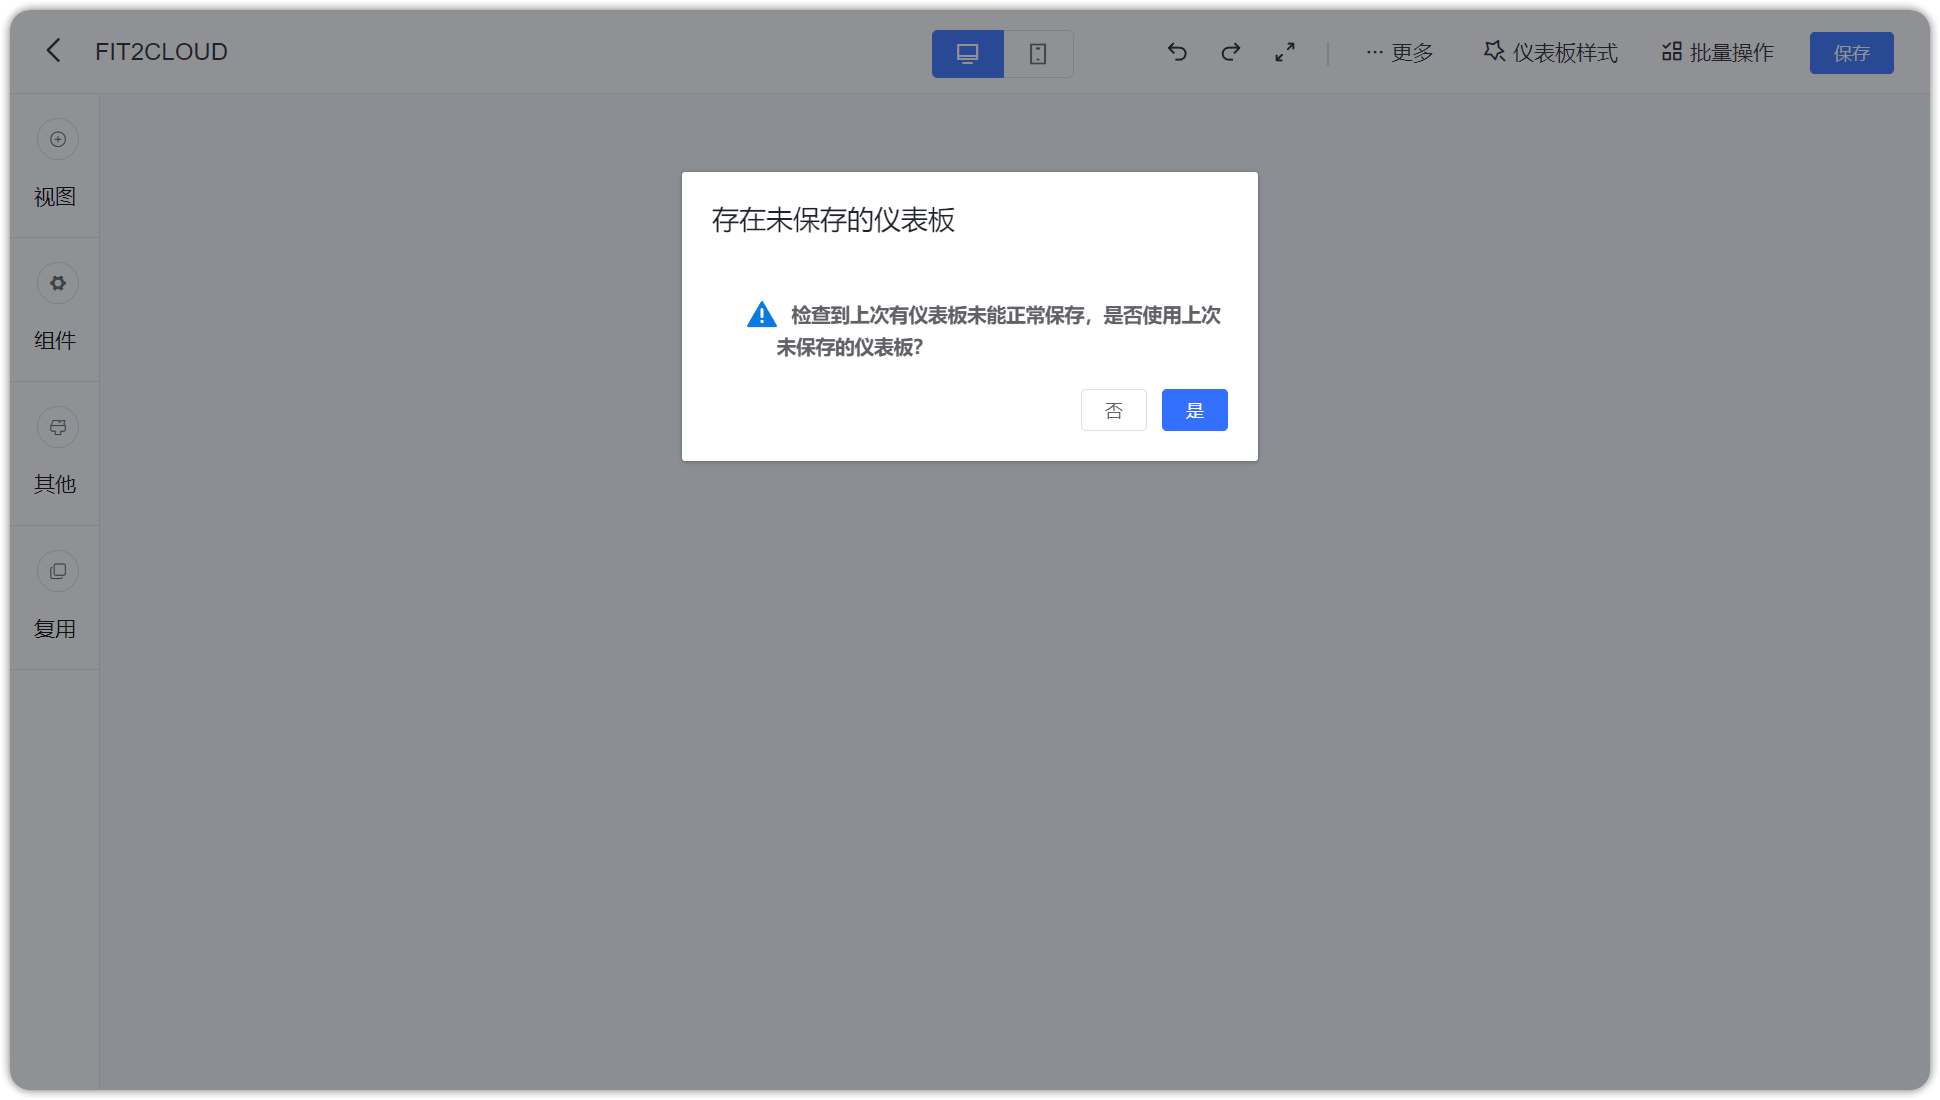 FIT2CLOUD
更多
仪表板样式
批量操作
保存
视图
组件
其他
复用
存在未保存的仪表板
检查到上次有仪表板未能正常保存，是否使用上次
未保存的仪表板？
否
是